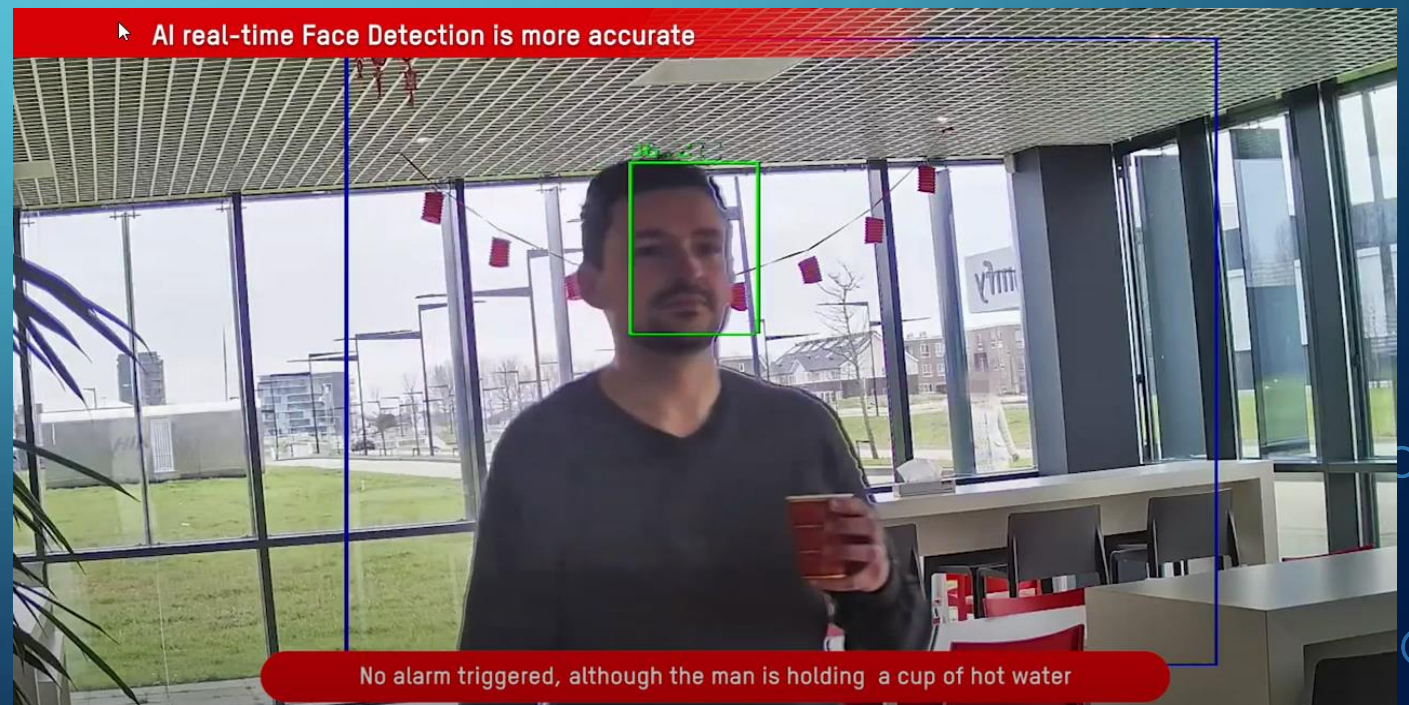 AI real-time Face Detection is more accurate
No alarm triggered, although the man is holding a cup of hot water